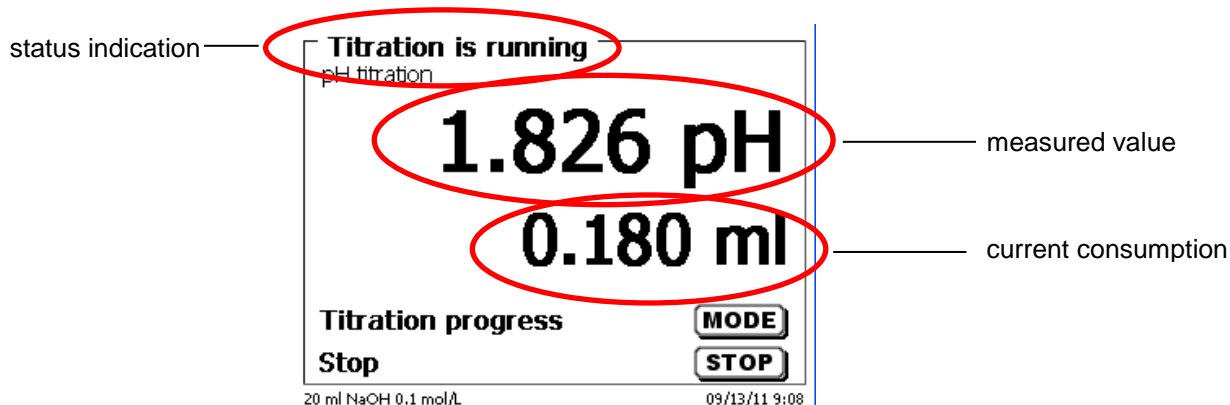 status indication
Titration is running
pH titration
1.826 pH
measured value
0.180 ml
current consumption
Titration progress MODE
Stop STOP
20 ml NaOH 0.1 mol/L 09/13/11 9:08